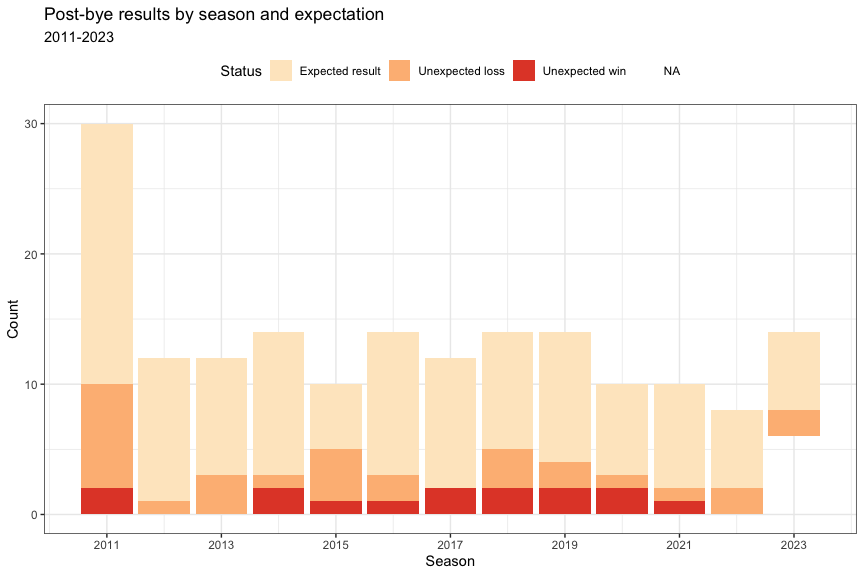 Post-bye results by season and expectation
2011-2023
Status Expected result Unexpected loss Unexpected win NA
30
20
10
0
Count
2011 2013 2015 2017 2019 2021 2023
Season